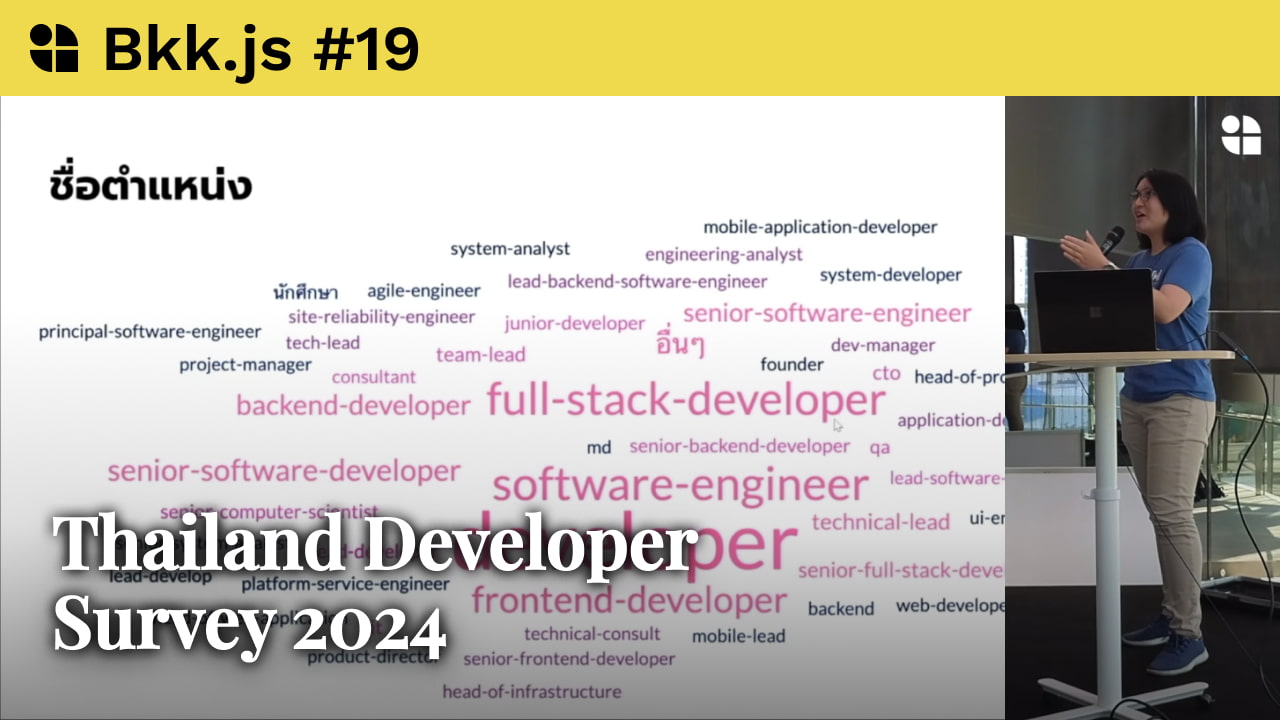 Bkk.js #19
ชื่อตำแหน่ง
mobile-application-developer
system-analyst
engineering-analyst
lead-backend-software-engineer
system-developer
นักศึกษา
agile-engineer
site-reliability-engineer
junior-developer
senior-software-engineer
principal-software-engineer
tech-lead
team-lead
อื่นๆ
dev-manager
project-manager
consultant
founder
cto
head-of-pro
backend-developer
full-stack-developer
application-d
md
senior-backend-developer
qa
senior-software-developer
software-engineer
lead-software-
senior-computer-scientist
developer
technical-lead
ui-en
Thailand Developer
Survey 2024
lead-develop
platform-service-engineer
senior-full-stack-deve
frontend-developer
backend
web-develope
technical-consult
mobile-lead
product-director
senior-frontend-developer
head-of-infrastructure